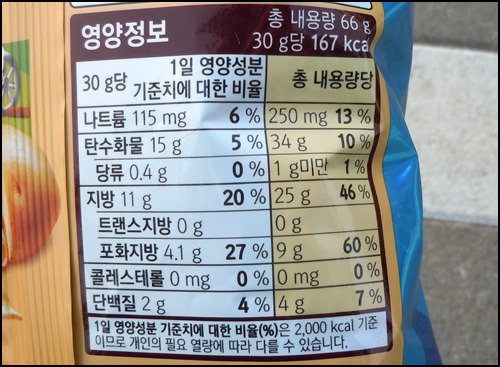 영양정보 총 내용량 66 g
30 g당 167 kcal
30 g당 1일 영양성분 기준치에 대한 비율 총 내용량당
나트륨 115 mg 6 % 250 mg 13 %
탄수화물 15 g 5 % 34 g 10 %
당류 0.4 g 0 % 1 g미만 1 %
지방 11 g 20 % 25 g 46 %
트랜스지방 0 g 0 g
포화지방 4.1 g 27 % 9 g 60 %
콜레스테롤 0 mg 0 % 0 mg 0 %
단백질 2 g 4 % 4 g 7 %
1일 영양성분 기준치에 대한 비율(%)은 2,000 kcal 기준
이므로 개인의 필요 열량에 따라 다를 수 있습니다.